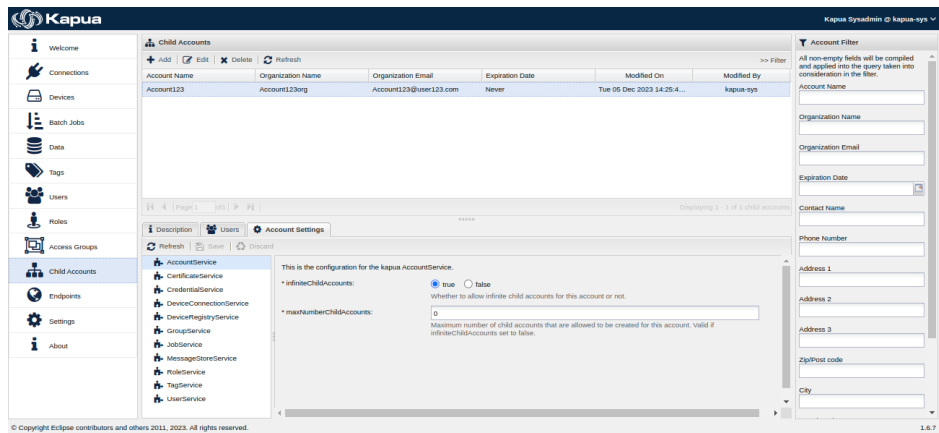 Kapua
Kapua Sysadmin @ kapua-sys
Welcome
Connections
Devices
Batch Jobs
Data
Tags
Users
Roles
Access Groups
Child Accounts
Endpoints
Settings
About
Child Accounts
Add Edit Delete Refresh >> Filter
Account Name Organization Name Organization Email Expiration Date Modified On Modified By
Account123 Account123org Account123@user123.com Never Tue 05 Dec 2023 14:25:4... kapua-sys
Page 1 of 1 Displaying 1 - 1 of 1 child accounts
Description Users Account Settings
Refresh Save Discard
AccountService
CertificateService
CredentialService
DeviceConnectionService
DeviceRegistryService
GroupService
JobService
MessageStoreService
RoleService
TagService
UserService
This is the configuration for the kapua AccountService.
* infiniteChildAccounts: true false
Whether to allow infinite child accounts for this account or not.
* maxNumberChildAccounts: 0
Maximum number of child accounts that are allowed to be created for this account. Valid if
infiniteChildAccounts set to false.
Account Filter
All non-empty fields will be compiled
and applied into the query taken into
consideration in the filter.
Account Name
Organization Name
Organization Email
Expiration Date
Contact Name
Phone Number
Address 1
Address 2
Address 3
Zip/Post code
City
© Copyright Eclipse contributors and others 2011, 2023. All rights reserved.
1.6.7